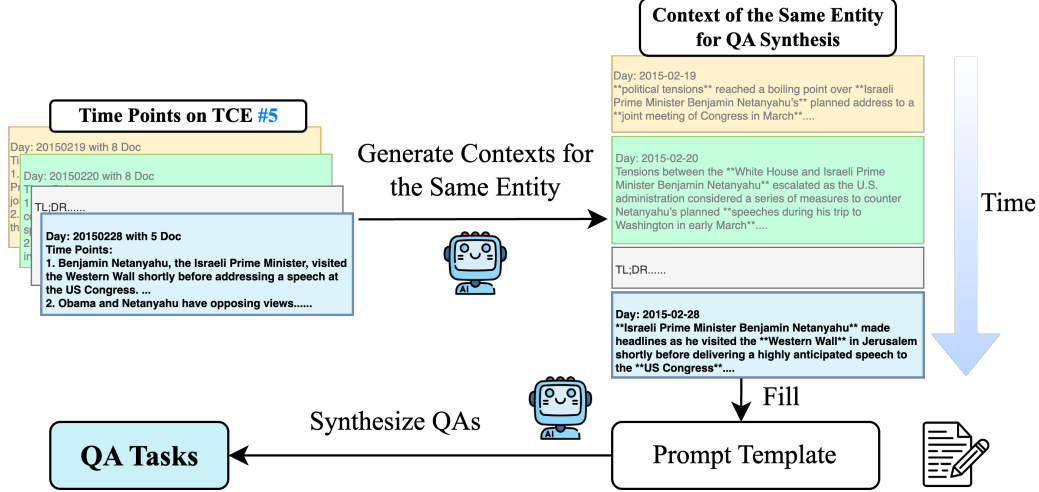 Context of the Same Entity
for QA Synthesis
Time Points on TCE #5
Day: 20150219 with 8 Doc
Day: 20150220 with 8 Doc
TL;DR......
Day: 20150228 with 5 Doc
Time Points:
1. Benjamin Netanyahu, the Israeli Prime Minister, visited
the Western Wall shortly before addressing a speech at
the US Congress. ...
2. Obama and Netanyahu have opposing views......
Generate Contexts for
the Same Entity
AI
Day: 2015-02-19
**political tensions** reached a boiling point over **Israeli
Prime Minister Benjamin Netanyahu's** planned address to a
**joint meeting of Congress in March**....
Day: 2015-02-20
Tensions between the **White House and Israeli Prime
Minister Benjamin Netanyahu** escalated as the U.S.
administration considered a series of measures to counter
Netanyahu's planned **speeches during his trip to
Washington in early March**....
TL;DR......
Day: 2015-02-28
**Israeli Prime Minister Benjamin Netanyahu** made
headlines as he visited the **Western Wall** in Jerusalem
shortly before delivering a highly anticipated speech to
the **US Congress**....
Time
Fill
Prompt Template
AI
Synthesize QAs
QA Tasks